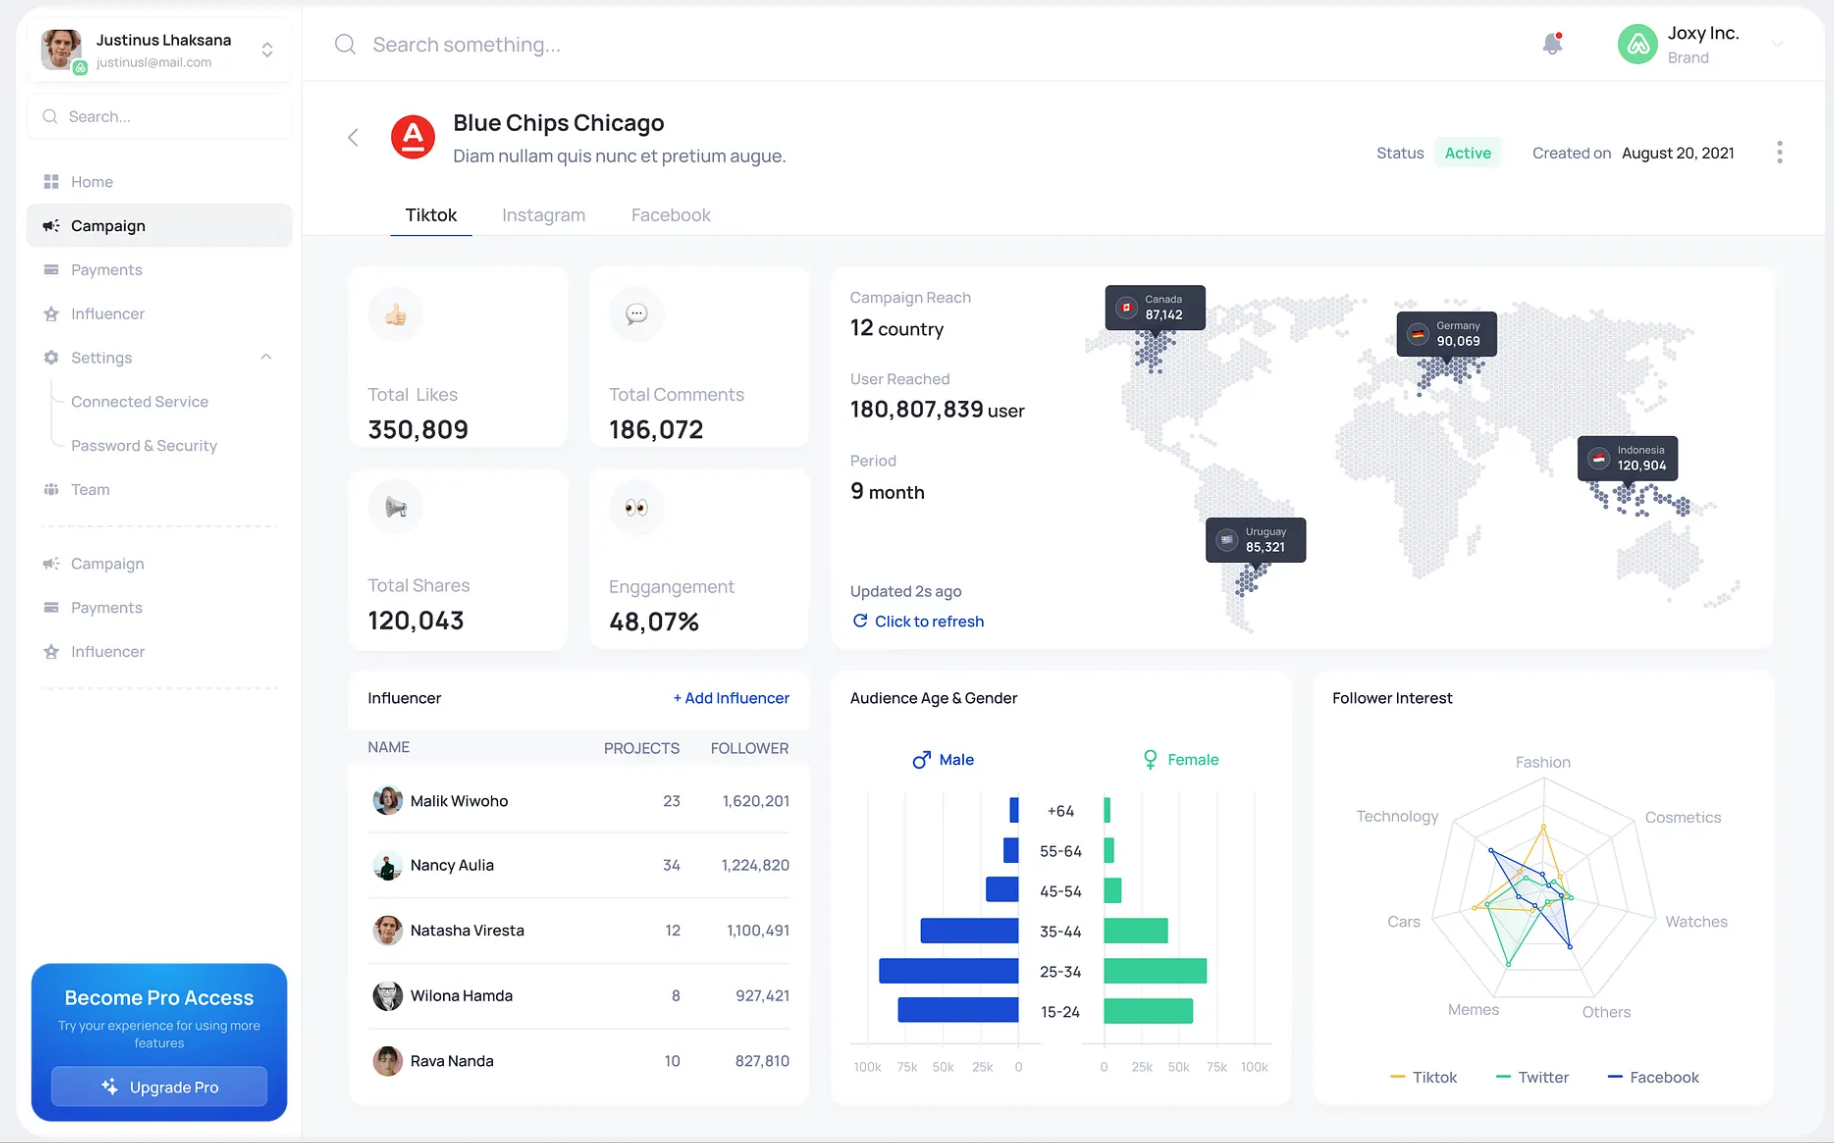 Justinus Lhaksana
justinusl@mail.com
Search...
Home
Campaign
Payments
Influencer
Settings
Connected Service
Password & Security
Team
Campaign
Payments
Influencer
Become Pro Access
Try your experience for using more
features
Upgrade Pro
Search something...
Joxy Inc.
Brand
A
Blue Chips Chicago
Diam nullam quis nunc et pretium augue.
Status Active Created on August 20, 2021
Tiktok Instagram Facebook
Total Likes
350,809
Total Comments
186,072
Total Shares
120,043
Enggangement
48,07%
Campaign Reach
12 country
User Reached
180,807,839 user
Period
9 month
Updated 2s ago
Click to refresh
Canada
87,142
Germany
90,069
Indonesia
120,904
Uruguay
85,321
Influencer + Add Influencer
NAME PROJECTS FOLLOWER
Malik Wiwoho 23 1,620,201
Nancy Aulia 34 1,224,820
Natasha Viresta 12 1,100,491
Wilona Hamda 8 927,421
Rava Nanda 10 827,810
Audience Age & Gender
Male Female
+64
55-64
45-54
35-44
25-34
15-24
100k 75k 50k 25k 0 0 25k 50k 75k 100k
Follower Interest
Fashion
Technology Cosmetics
Cars Watches
Memes Others
Tiktok Twitter Facebook